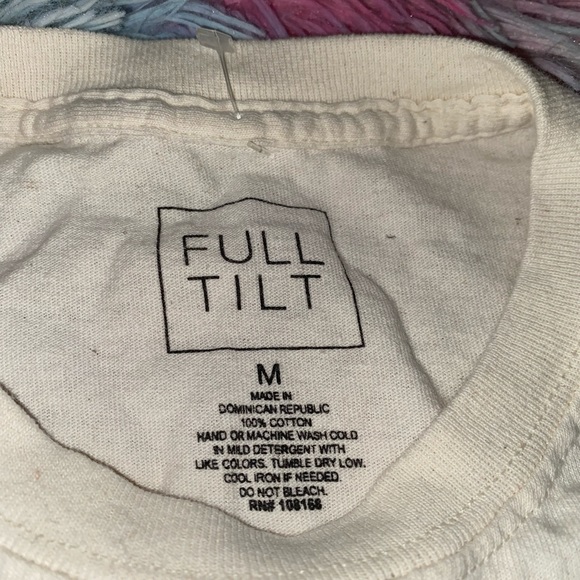 FULL
TILT
M
MADE IN
DOMINICAN REPUBLIC
100% COTTON
HAND OR MACHINE WASH COLD
IN MILD DETERGENT WITH
LIKE COLORS. TUMBLE DRY LOW.
COOL IRON IF NEEDED.
DO NOT BLEACH.
RN# 108168